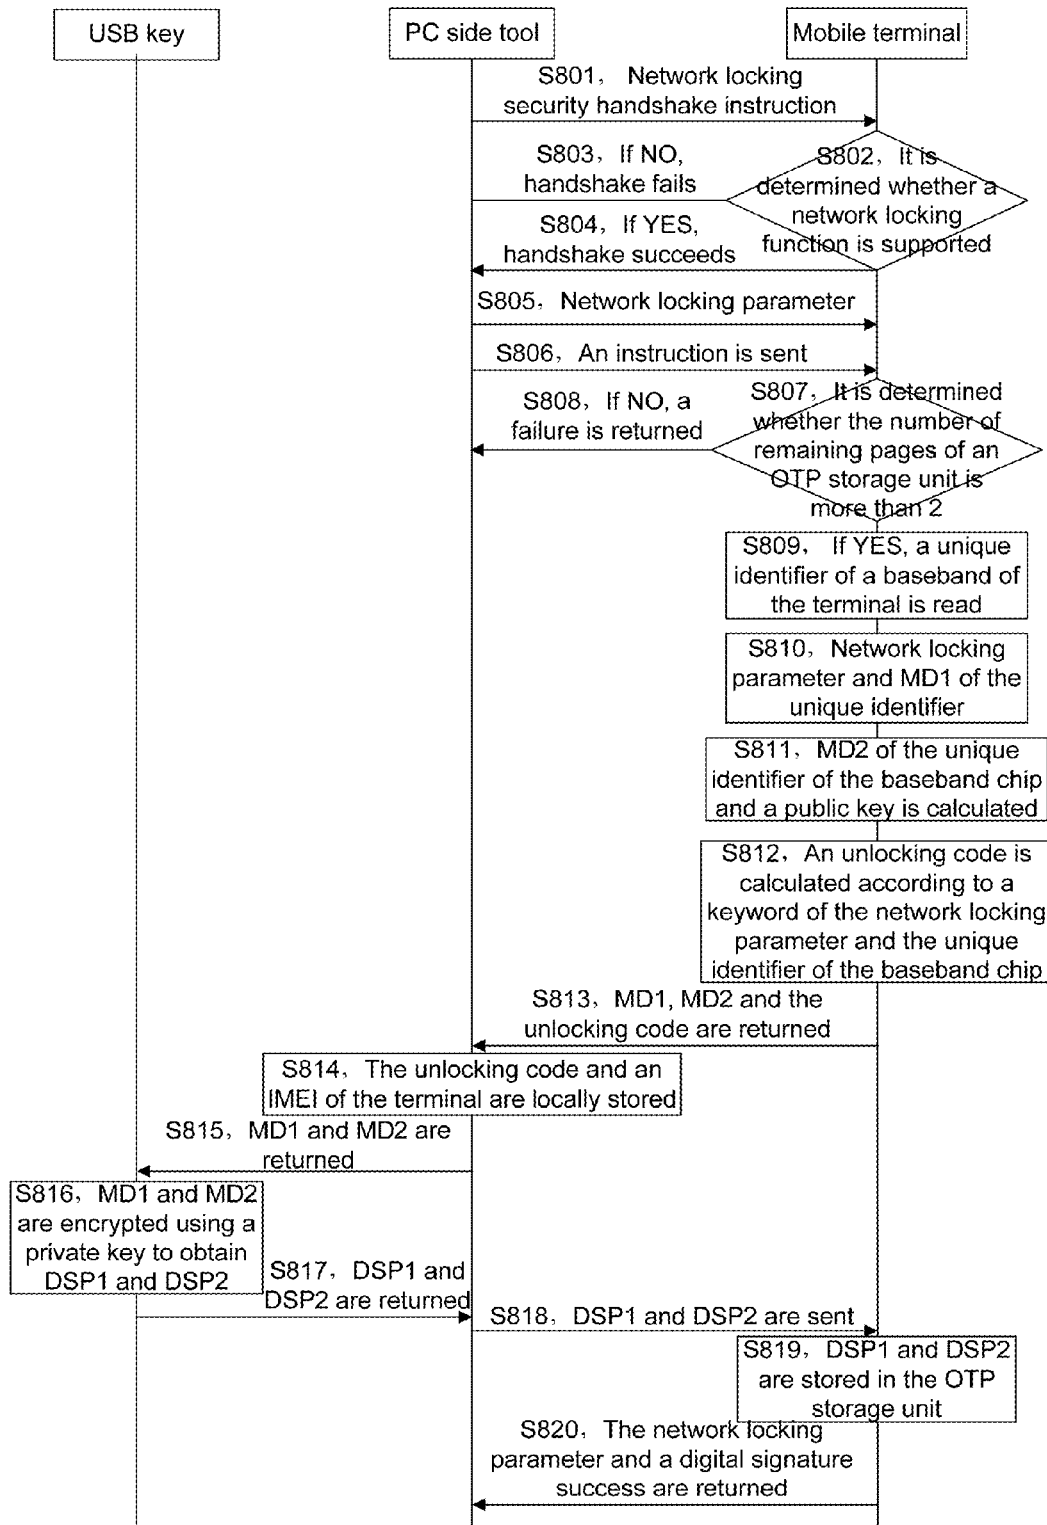 USB key
PC side tool
Mobile terminal
S801, Network locking
security handshake instruction
S802, It is
determined whether a
network locking
function is supported
S803, If NO,
handshake fails
S804, If YES,
handshake succeeds
S805, Network locking parameter
S806, An instruction is sent
S807, It is determined
whether the number of
remaining pages of an
OTP storage unit is
more than 2
S808, If NO, a
failure is returned
S809, If YES, a unique
identifier of a baseband of
the terminal is read
S810, Network locking
parameter and MD1 of the
unique identifier
S811, MD2 of the unique
identifier of the baseband chip
and a public key is calculated
S812, An unlocking code is
calculated according to a
keyword of the network locking
parameter and the unique
identifier of the baseband chip
S813, MD1, MD2 and the
unlocking code are returned
S814, The unlocking code and an
IMEI of the terminal are locally stored
S815, MD1 and MD2 are
returned
S816, MD1 and MD2
are encrypted using a
private key to obtain
DSP1 and DSP2
S817, DSP1 and
DSP2 are returned
S818, DSP1 and DSP2 are sent
S819, DSP1 and DSP2
are stored in the OTP
storage unit
S820, The network locking
parameter and a digital signature
success are returned